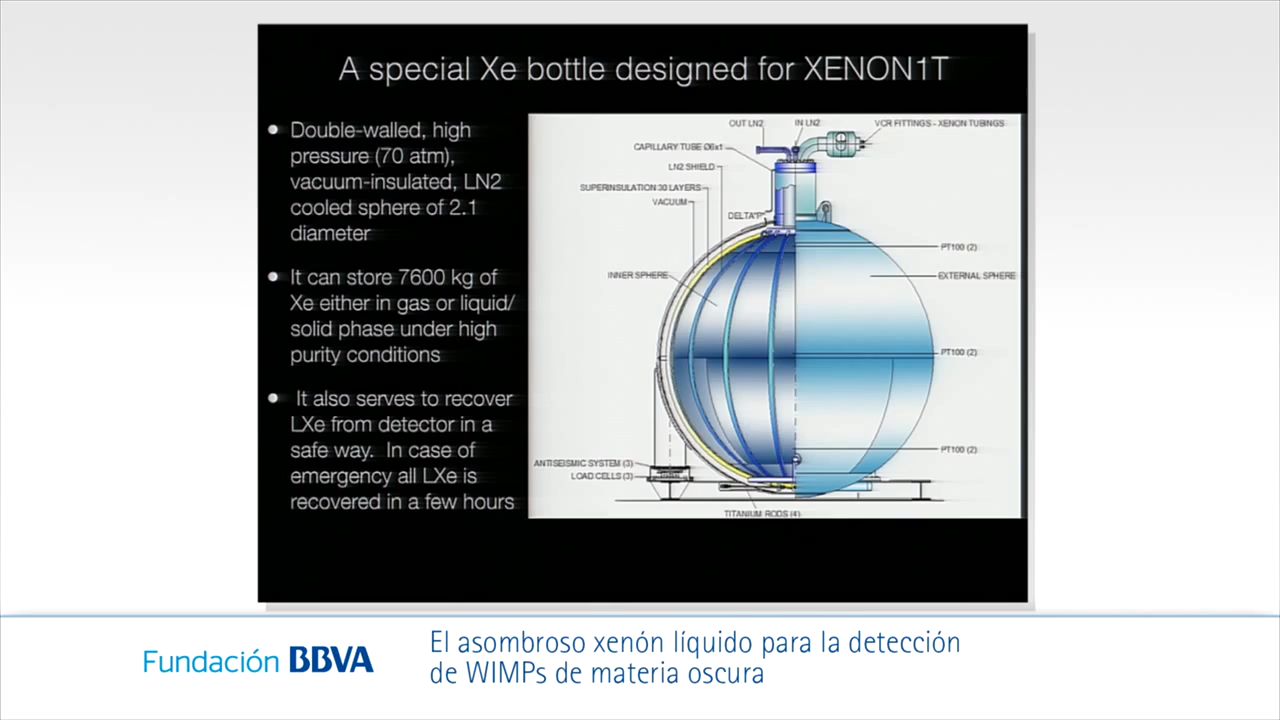 A special Xe bottle designed for XENON1T
• Double-walled, high
pressure (70 atm),
vacuum-insulated, LN2
cooled sphere of 2.1
diameter
• It can store 7600 kg of
Xe either in gas or liquid/
solid phase under high
purity conditions
• It also serves to recover
LXe from detector in a
safe way. In case of
emergency all LXe is
recovered in a few hours
OUT LN2
IN LN2
VCR FITTINGS - XENON TUBINGS
CAPILLARY TUBE Ø6x1
LN2 SHIELD
SUPERINSULATION 30 LAYERS
VACUUM
DELTA"P"
PT100 (2)
INNER SPHERE
EXTERNAL SPHERE
PT100 (2)
PT100 (2)
ANTISEISMIC SYSTEM (3)
LOAD CELLS (3)
TITANIUM RODS (4)
Fundación BBVA
El asombroso xenón líquido para la detección
de WIMPs de materia oscura